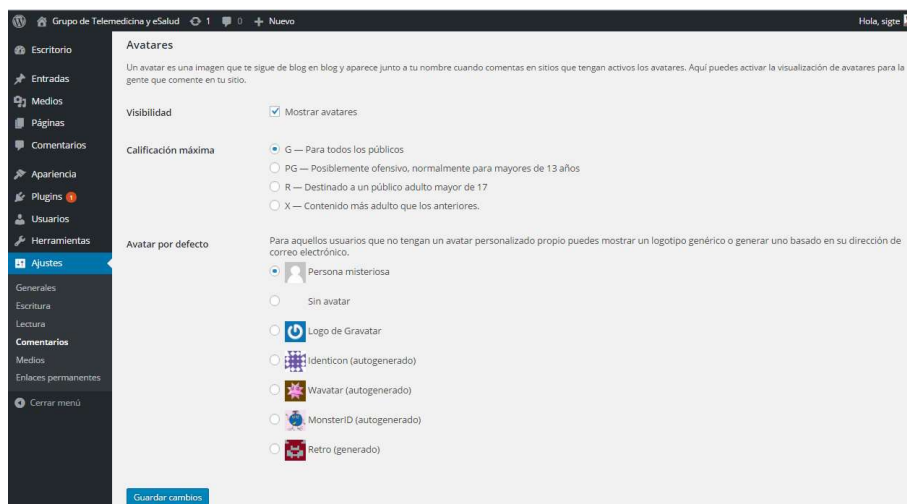 Grupo de Telemedicina y eSalud 1 0 + Nuevo Hola, sigte
Escritorio
Entradas
Medios
Páginas
Comentarios
Apariencia
Plugins 1
Usuarios
Herramientas
Ajustes
Generales
Escritura
Lectura
Comentarios
Medios
Enlaces permanentes
Cerrar menú
Avatares
Un avatar es una imagen que te sigue de blog en blog y aparece junto a tu nombre cuando comentas en sitios que tengan activos los avatares. Aquí puedes activar la visualización de avatares para la
gente que comente en tu sitio.
Visibilidad
Mostrar avatares
Calificación máxima
G — Para todos los públicos
PG — Posiblemente ofensivo, normalmente para mayores de 13 años
R — Destinado a un público adulto mayor de 17
X — Contenido más adulto que los anteriores.
Avatar por defecto
Para aquellos usuarios que no tengan un avatar personalizado propio puedes mostrar un logotipo genérico o generar uno basado en su dirección de
correo electrónico.
Persona misteriosa
Sin avatar
Logo de Gravatar
Identicon (autogenerado)
Wavatar (autogenerado)
MonsterID (autogenerado)
Retro (generado)
Guardar cambios